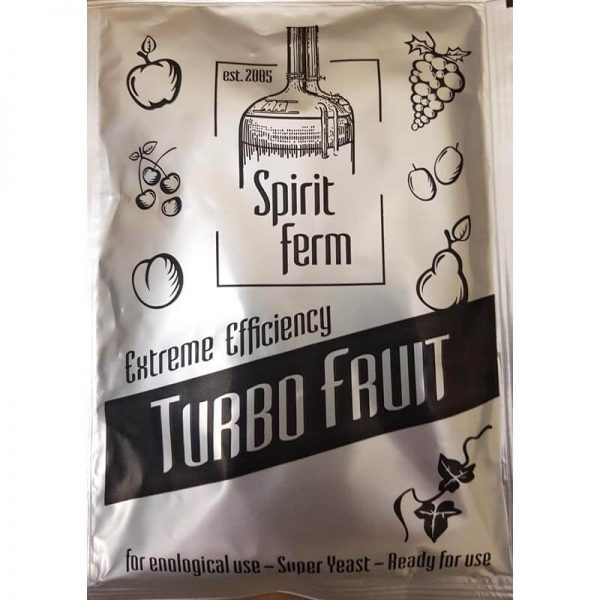 est. 2005
Spirit
ferm
Extreme Efficiency
TURBO FRUIT
for enological use – Super Yeast – Ready for use